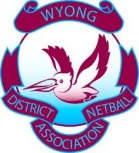 WYONG
DISTRICT NETBALL
ASSOCIATION